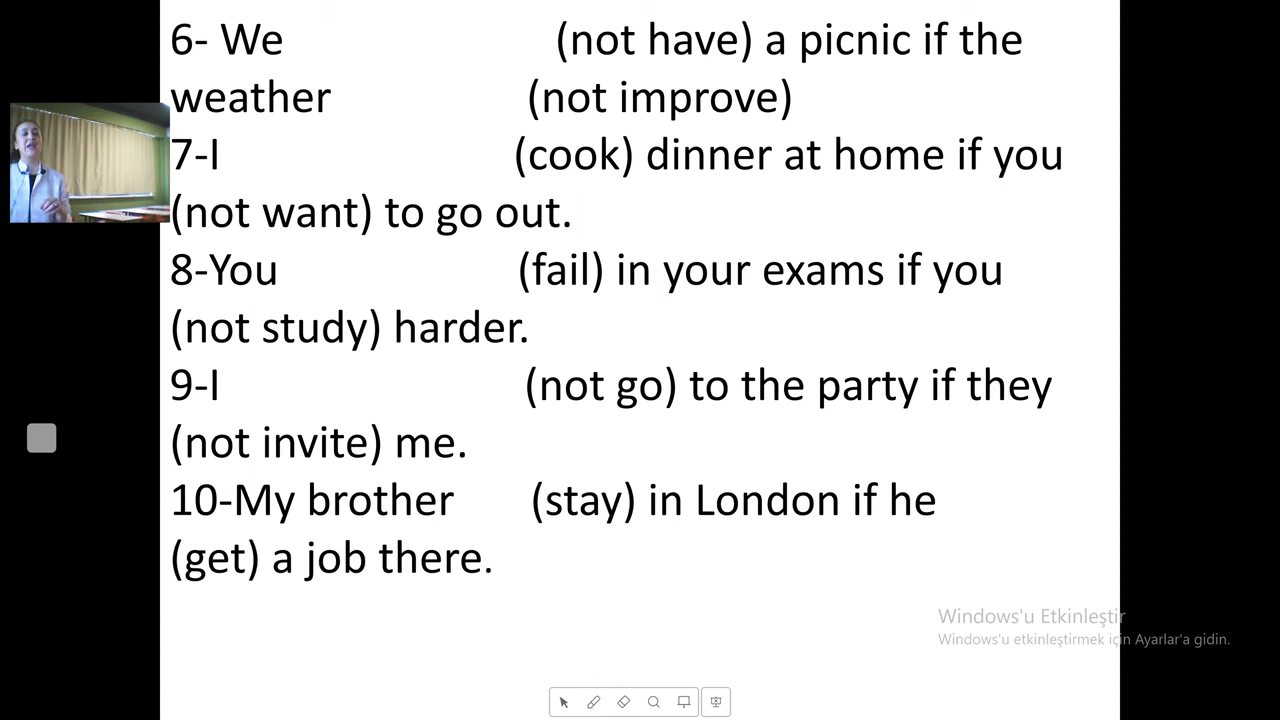 6- We (not have) a picnic if the
weather (not improve)
7-I (cook) dinner at home if you
(not want) to go out.
8-You (fail) in your exams if you
(not study) harder.
9-I (not go) to the party if they
(not invite) me.
10-My brother (stay) in London if he
(get) a job there.
Windows'u Etkinleştir
Windows'u etkinleştirmek için Ayarlar'a gidin.